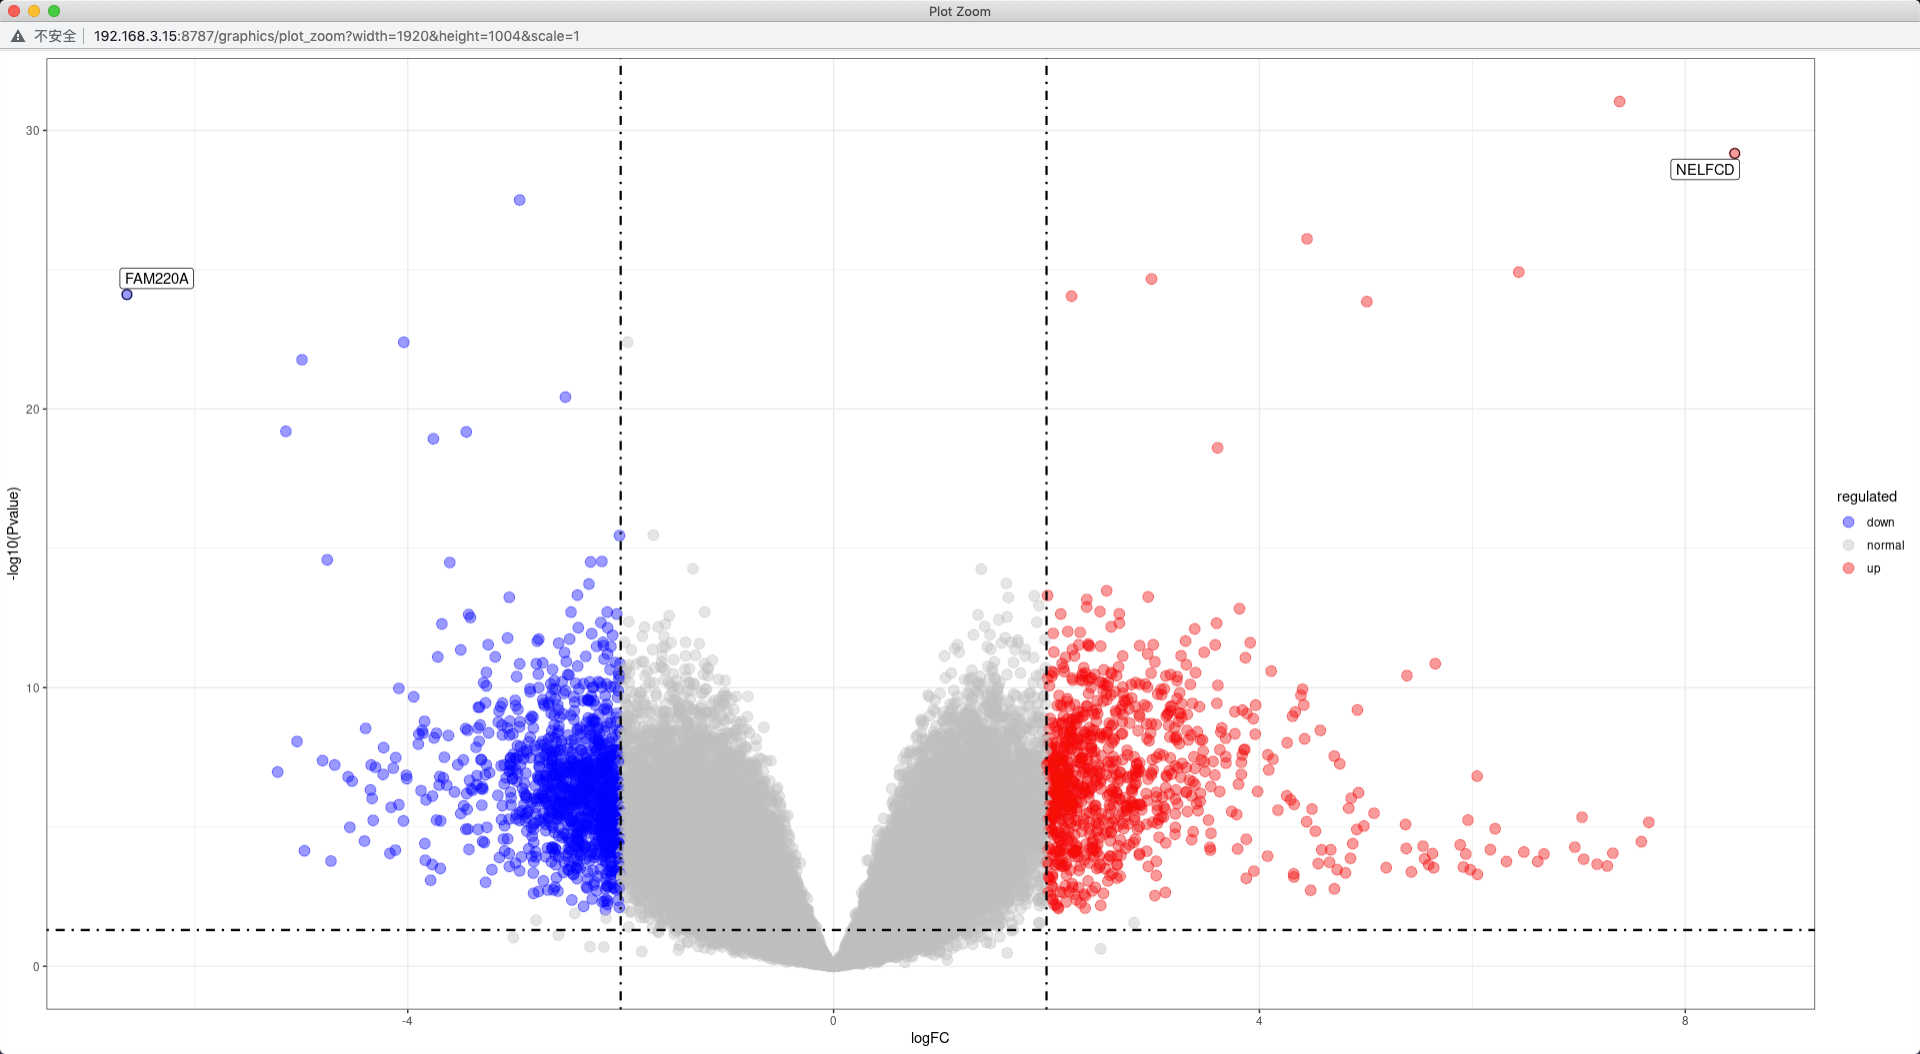 Plot Zoom
不安全 192.168.3.15:8787/graphics/plot_zoom?width=1920&height=1004&scale=1
30
NELFCD
FAM220A
20
-log10(Pvalue)
regulated
down
normal
up
10
0
-4 0 4 8
logFC